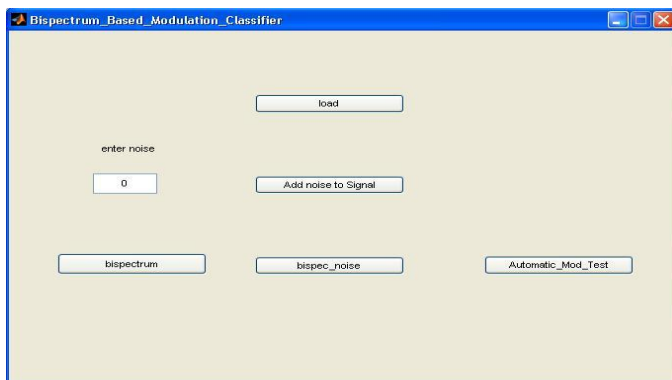 Bispectrum_Based_Modulation_Classifier
load
enter noise
0
Add noise to Signal
bispectrum
bispec_noise
Automatic_Mod_Test